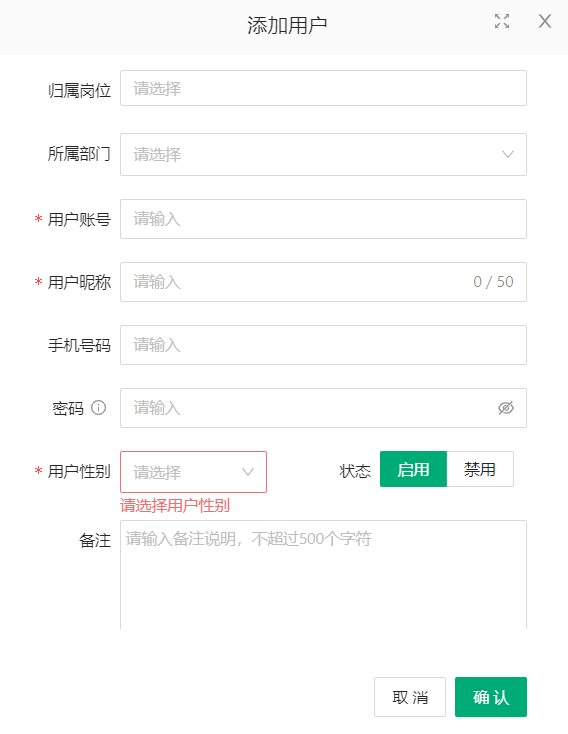 添加用户
归属岗位 请选择
所属部门 请选择
* 用户账号 请输入
* 用户昵称 请输入 0 / 50
手机号码 请输入
密码 请输入
* 用户性别 请选择 状态 启用 禁用
请选择用户性别
备注 请输入备注说明，不超过500个字符
取 消 确 认